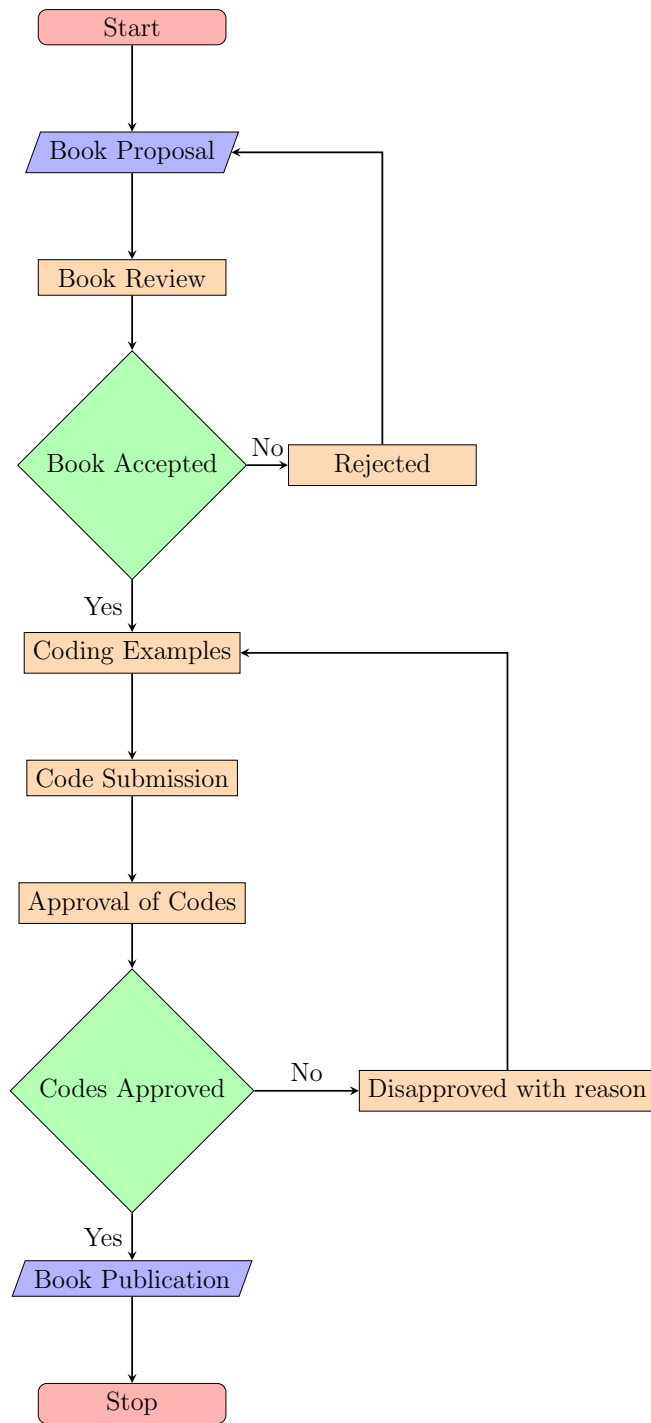 Start
Book Proposal
Book Review
Book Accepted
No
Rejected
Yes
Coding Examples
Code Submission
Approval of Codes
Codes Approved
No
Disapproved with reason
Yes
Book Publication
Stop